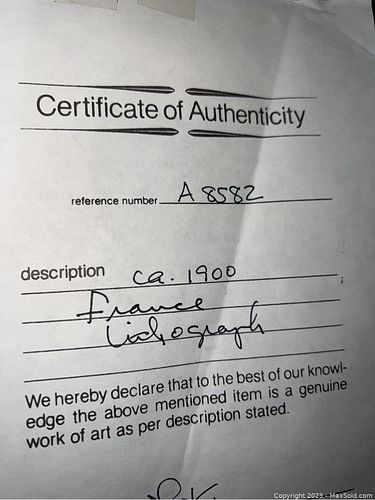 Certificate of Authenticity
reference number A 8582
description ca. 1900
France
Lithograph
We hereby declare that to the best of our knowl-
edge the above mentioned item is a genuine
work of art as per description stated.
Copyright 2023 - MaxSold.com